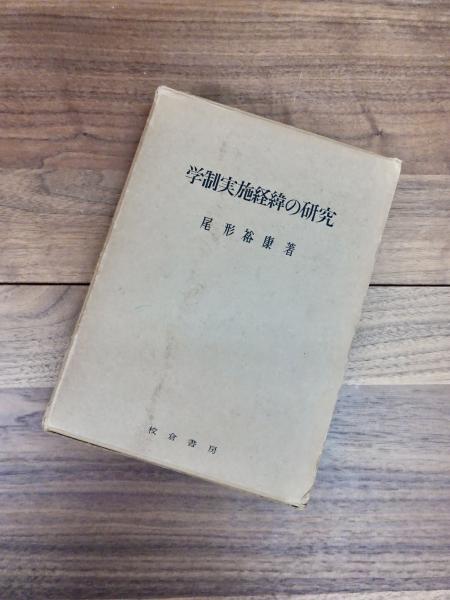 学制実施経緯の研究
尾形裕康著
校倉書房